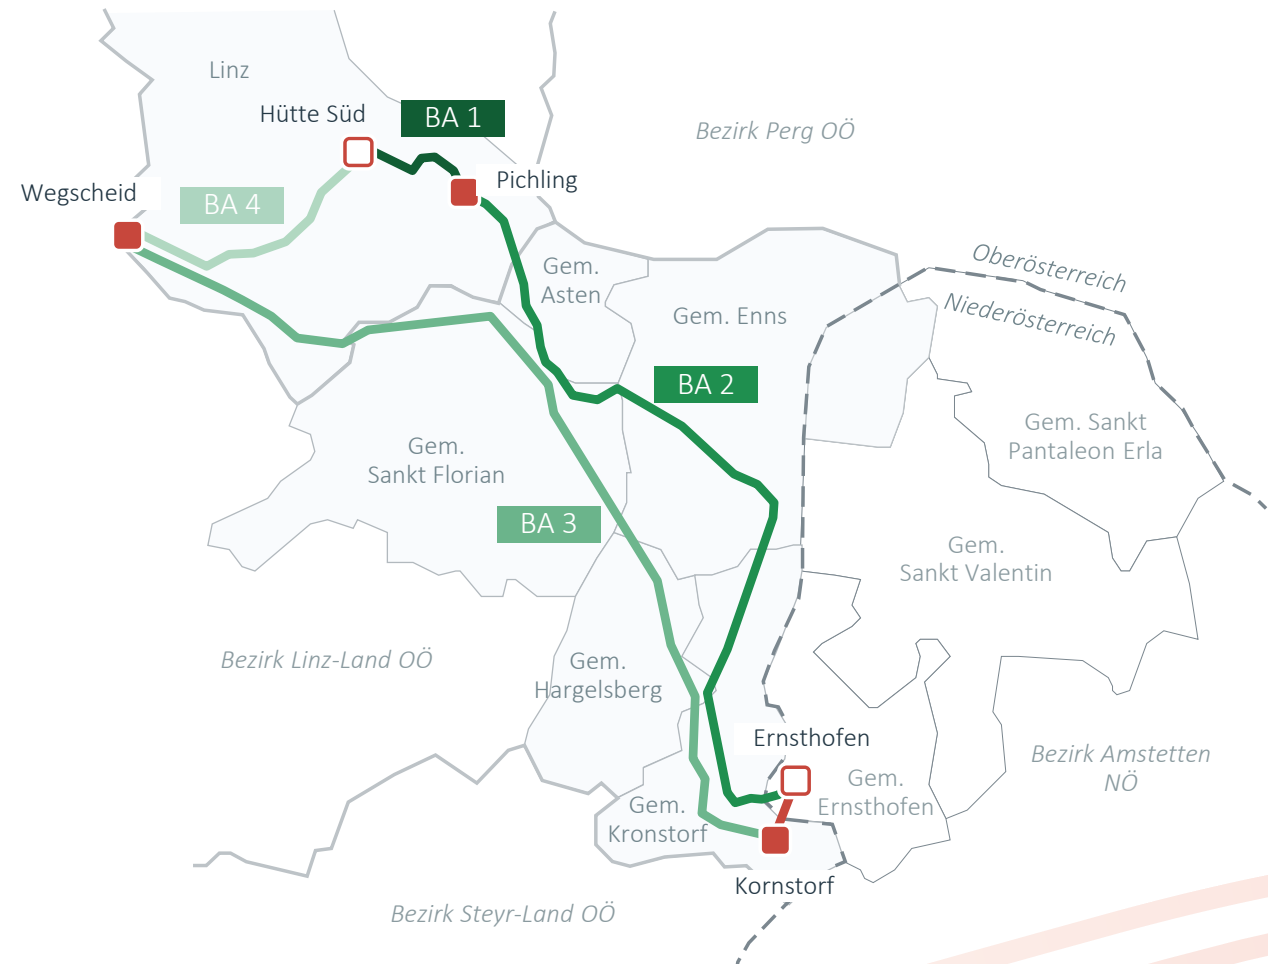 Linz
Hütte Süd
BA 1
Bezirk Perg OÖ
Pichling
Wegscheid
BA 4
Oberösterreich
Niederösterreich
Gem.
Asten
Gem. Enns
BA 2
Gem. Sankt
Pantaleon Erla
Gem.
Sankt Florian
BA 3
Gem.
Sankt Valentin
Bezirk Linz-Land OÖ
Gem.
Hargelsberg
Ernsthofen
Bezirk Amstetten
NÖ
Gem.
Ernsthofen
Gem.
Kronstorf
Kornstorf
Bezirk Steyr-Land OÖ